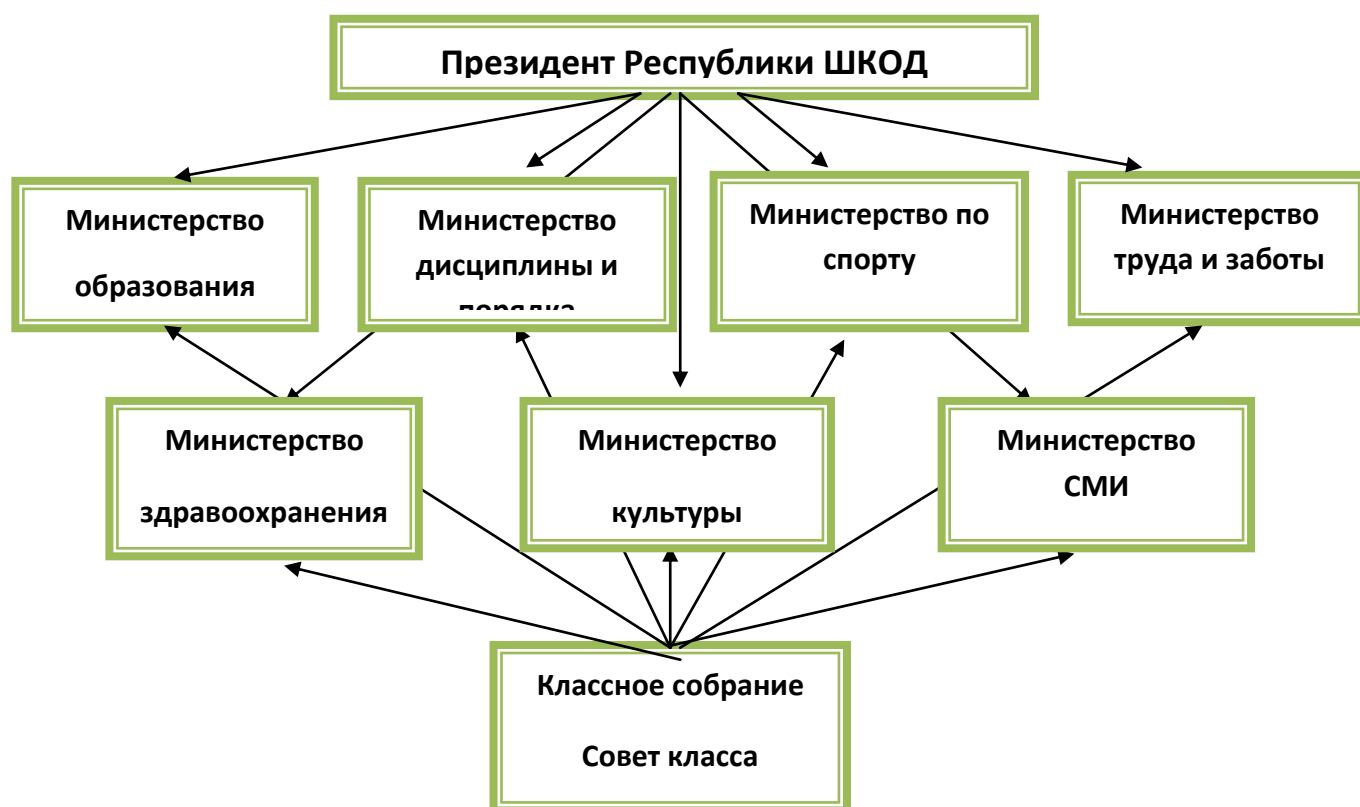 Президент Республики ШКОД
Министерство
образования
Министерство
дисциплины и
порядка
Министерство по
спорту
Министерство
труда и заботы
Министерство
здравоохранения
Министерство
культуры
Министерство
СМИ
Классное собрание
Совет класса